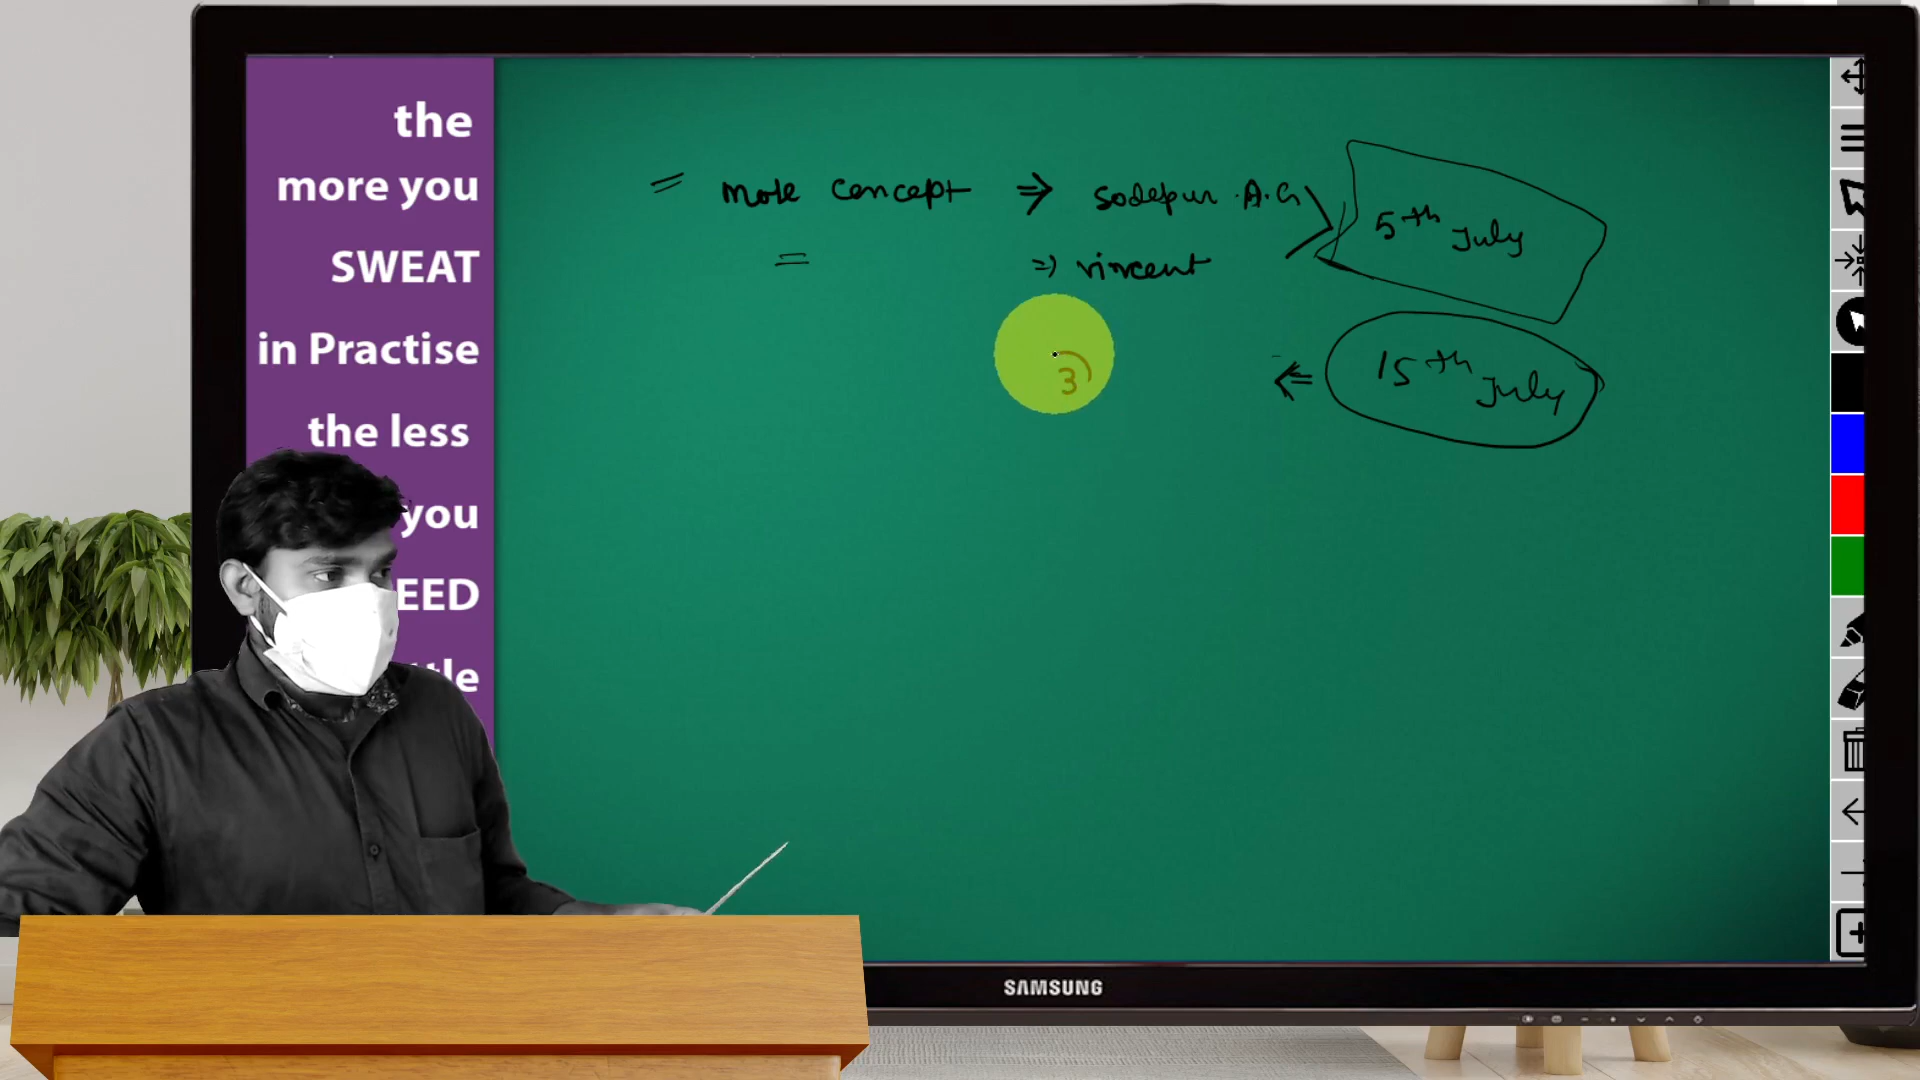 the
more you
SWEAT
in Practise
the less
you
EED
tle
= Mole Concept ⇒ Sodepur A.G
= ⇒ vincent
5th July
3)
⇐ 15th July
SAMSUNG